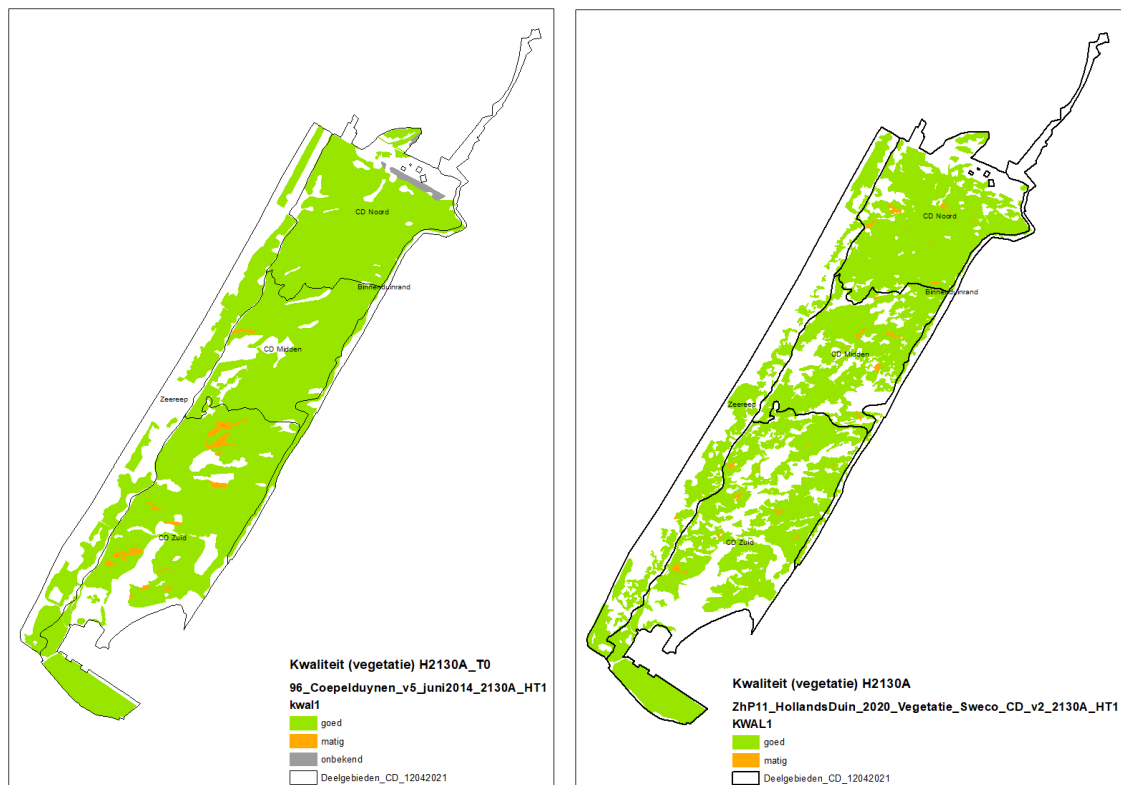 CD Noord
Binnenduinrand
CD Midden
Zeereep
CD Zuid
Kwaliteit (vegetatie) H2130A_T0
96_Coepelduynen_v5_juni2014_2130A_HT1
kwal1
goed
matig
onbekend
Deelgebieden_CD_12042021
CD Noord
Binnenduinrand
CD Midden
Zeereep
CD Zuid
Kwaliteit (vegetatie) H2130A
ZhP11_HollandsDuin_2020_Vegetatie_Sweco_CD_v2_2130A_HT1
KWAL1
goed
matig
Deelgebieden_CD_12042021